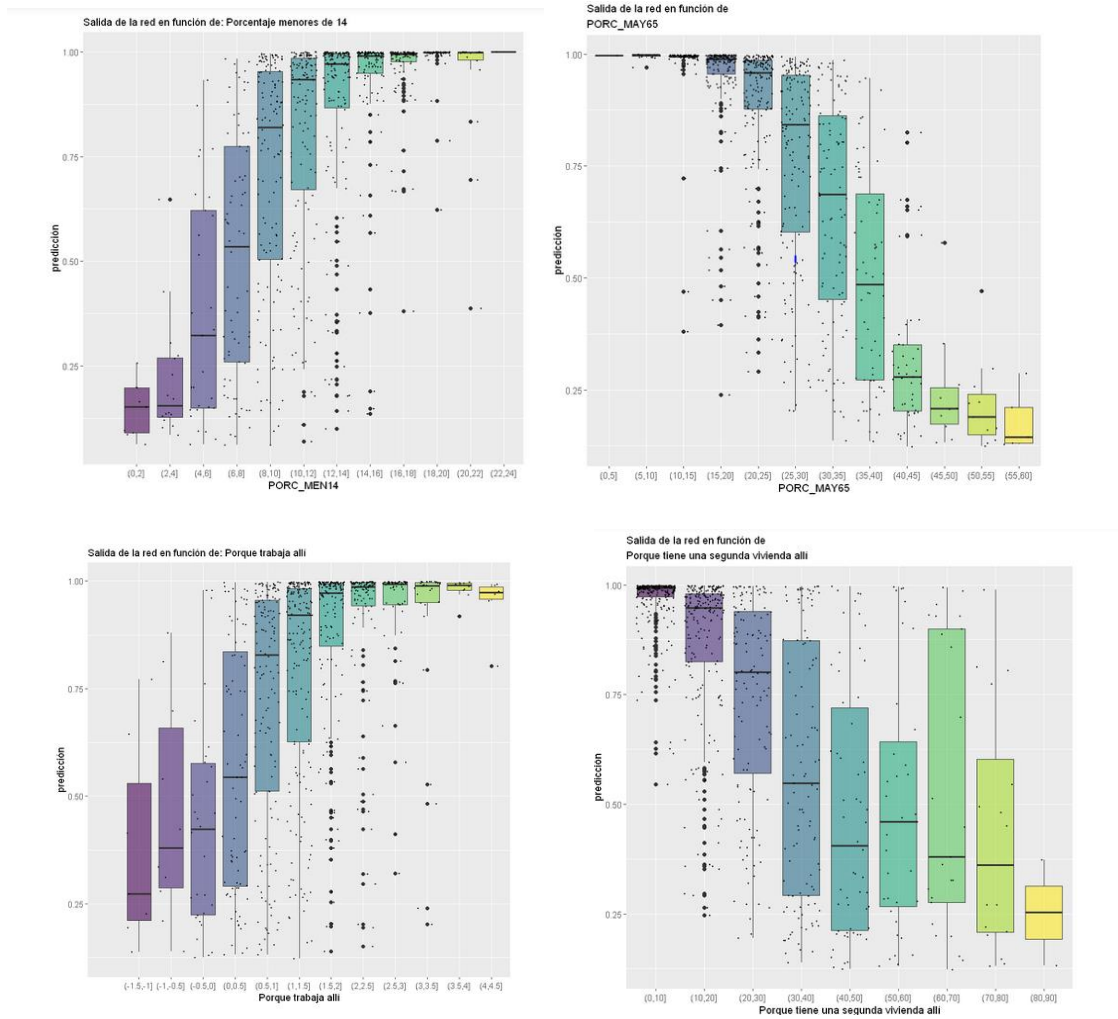 Salida de la red en función de: Porcentaje menores de 14
1.00
0.75
0.50
0.25
predicción
(0,2] (2,4] (4,6] (6,8] (8,10] (10,12] (12,14] (14,16] (16,18] (18,20] (20,22] (22,24]
PORC_MEN14
Salida de la red en función de
PORC_MAY65
1.00
0.75
0.50
0.25
predicción
(0,5] (5,10] (10,15] (15,20] (20,25] (25,30] (30,35] (35,40] (40,45] (45,50] (50,55] (55,60]
PORC_MAY65
Salida de la red en función de: Porque trabaja allí
1.00
0.75
0.50
0.25
predicción
(-1.5,-1] (-1,-0.5] (-0.5,0] (0,0.5] (0.5,1] (1,1.5] (1.5,2] (2,2.5] (2.5,3] (3,3.5] (3.5,4] (4,4.5]
Porque trabaja allí
Salida de la red en función de
Porque tiene una segunda vivienda allí
1.00
0.75
0.50
0.25
predicción
(0,10] (10,20] (20,30] (30,40] (40,50] (50,60] (60,70] (70,80] (80,90]
Porque tiene una segunda vivienda allí